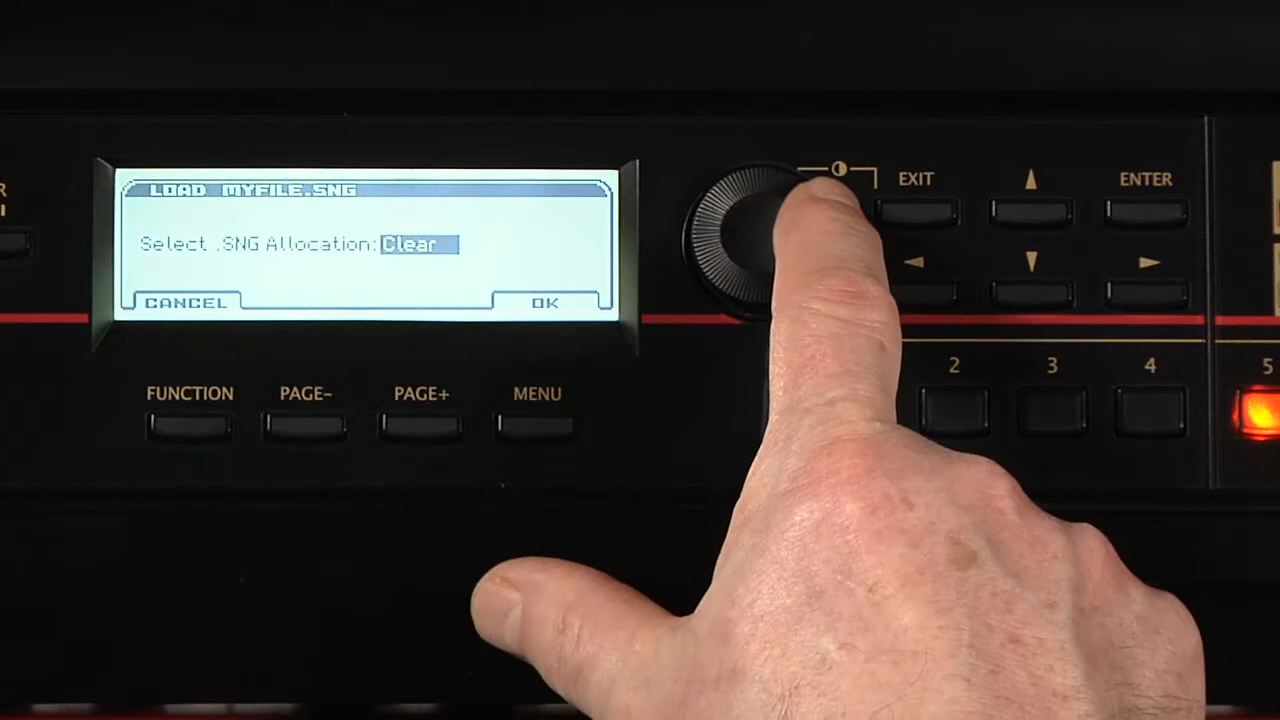 LOAD MYFILE.SNG
Select .SNG Allocation:Clear
CANCEL OK
EXIT ENTER
FUNCTION PAGE- PAGE+ MENU
2 3 4 5